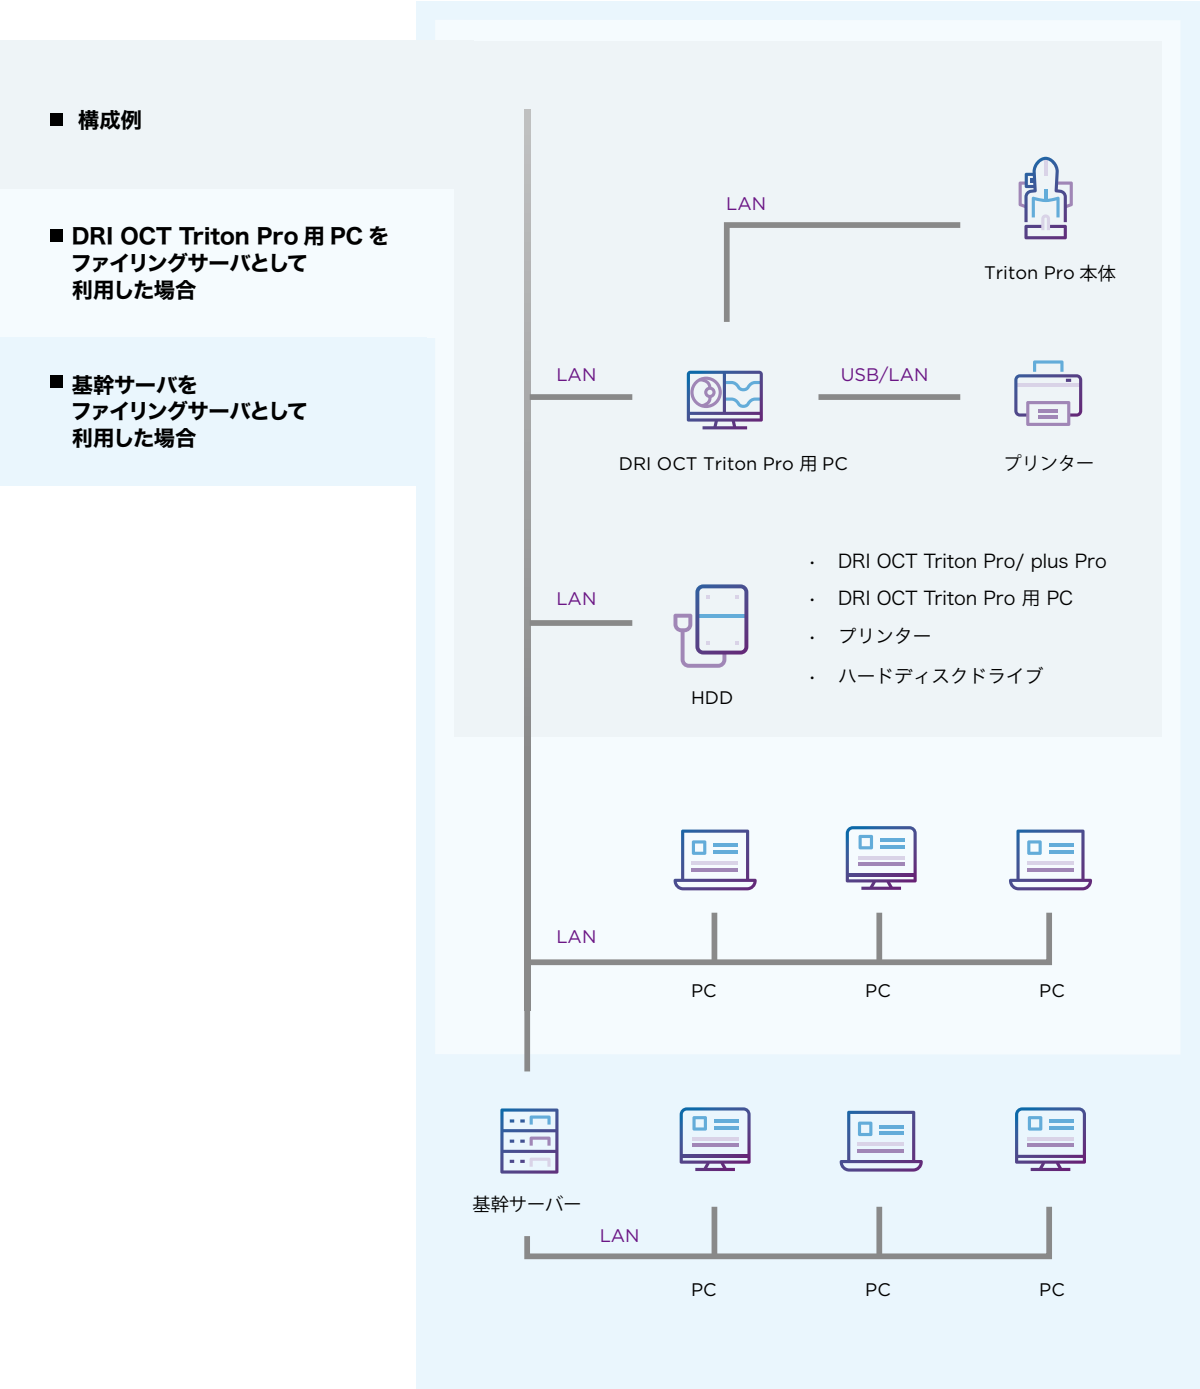 ■ 構成例
■ DRI OCT Triton Pro 用 PC を
ファイリングサーバとして
利用した場合
■ 基幹サーバを
ファイリングサーバとして
利用した場合
LAN
Triton Pro 本体
LAN
USB/LAN
DRI OCT Triton Pro 用 PC
プリンター
LAN
HDD
・ DRI OCT Triton Pro/ plus Pro
・ DRI OCT Triton Pro 用 PC
・ プリンター
・ ハードディスクドライブ
LAN
PC
PC
PC
基幹サーバー
LAN
PC
PC
PC